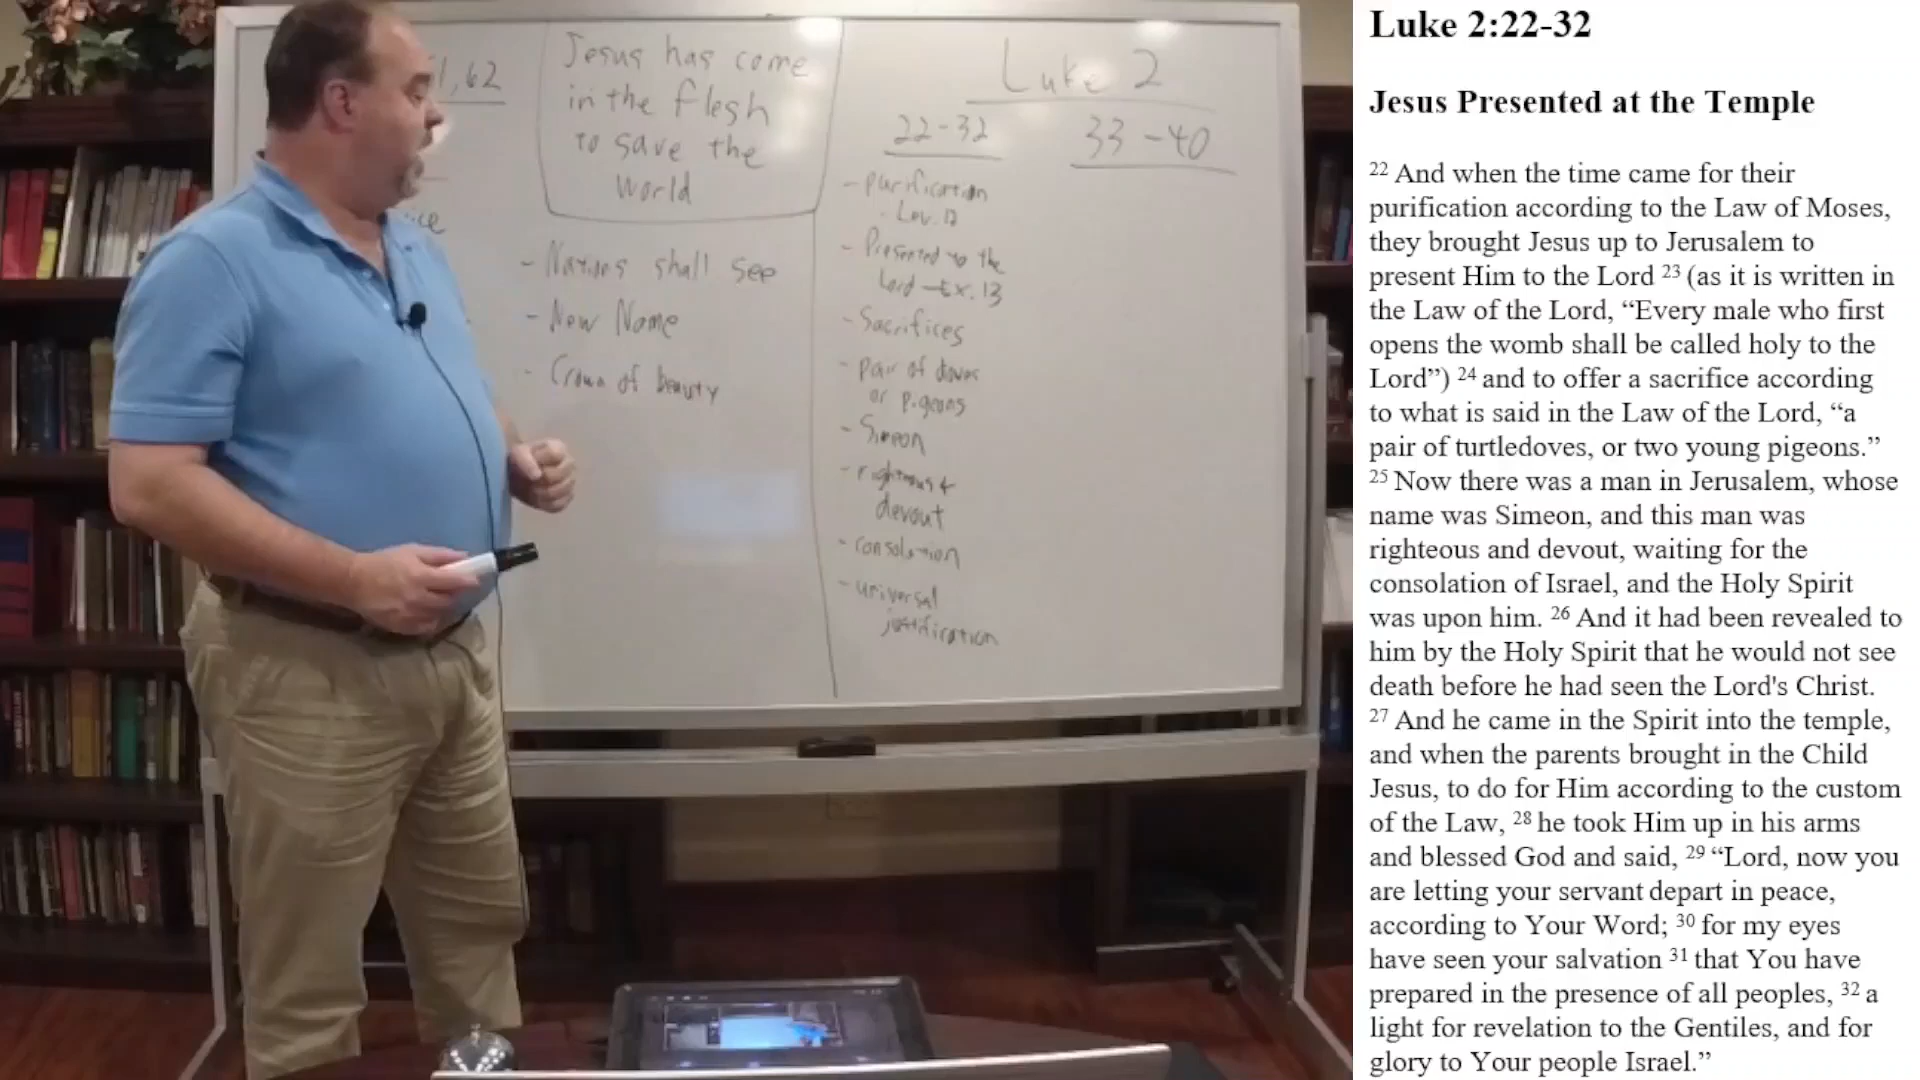 1,62
ice
Jesus has come
in the flesh
to save the
world
- Nations shall see
- New Name
- Crown of beauty
Luke 2
22-32
- purification
- Lev. 12
- Presented to the
Lord - Ex. 13
- Sacrifices
- pair of doves
or pigeons
- Simeon
- righteous +
devout
- consolation
- universal
justification
33-40
Luke 2:22-32
Jesus Presented at the Temple
22 And when the time came for their
purification according to the Law of Moses,
they brought Jesus up to Jerusalem to
present Him to the Lord 23 (as it is written in
the Law of the Lord, “Every male who first
opens the womb shall be called holy to the
Lord”) 24 and to offer a sacrifice according
to what is said in the Law of the Lord, “a
pair of turtledoves, or two young pigeons.”
25 Now there was a man in Jerusalem, whose
name was Simeon, and this man was
righteous and devout, waiting for the
consolation of Israel, and the Holy Spirit
was upon him. 26 And it had been revealed to
him by the Holy Spirit that he would not see
death before he had seen the Lord's Christ.
27 And he came in the Spirit into the temple,
and when the parents brought in the Child
Jesus, to do for Him according to the custom
of the Law, 28 he took Him up in his arms
and blessed God and said, 29 “Lord, now you
are letting your servant depart in peace,
according to Your Word; 30 for my eyes
have seen your salvation 31 that You have
prepared in the presence of all peoples, 32 a
light for revelation to the Gentiles, and for
glory to Your people Israel.”